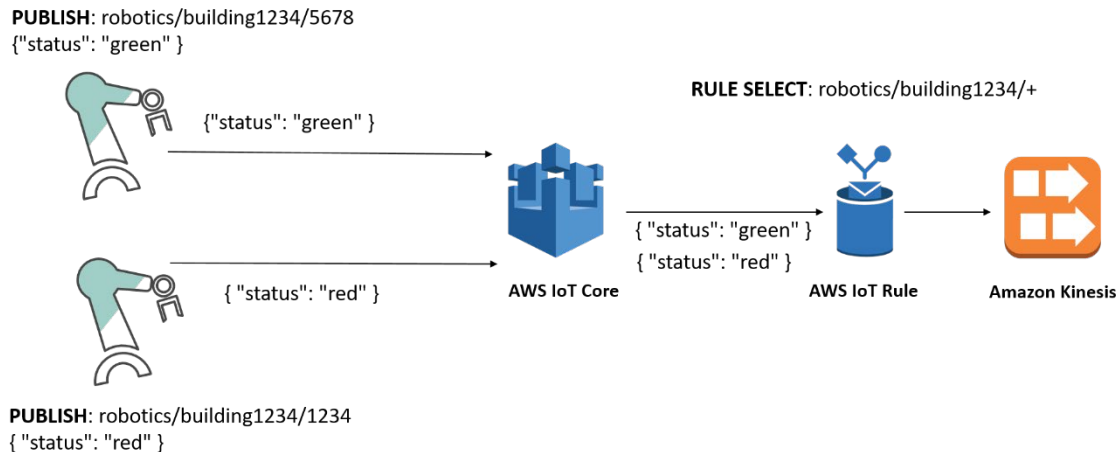 PUBLISH: robotics/building1234/5678
{"status": "green" }
RULE SELECT: robotics/building1234/+
{"status": "green" }
{ "status": "green" }
{ "status": "red" }
{ "status": "red" }
AWS IoT Core
AWS IoT Rule
Amazon Kinesis
PUBLISH: robotics/building1234/1234
{ "status": "red" }